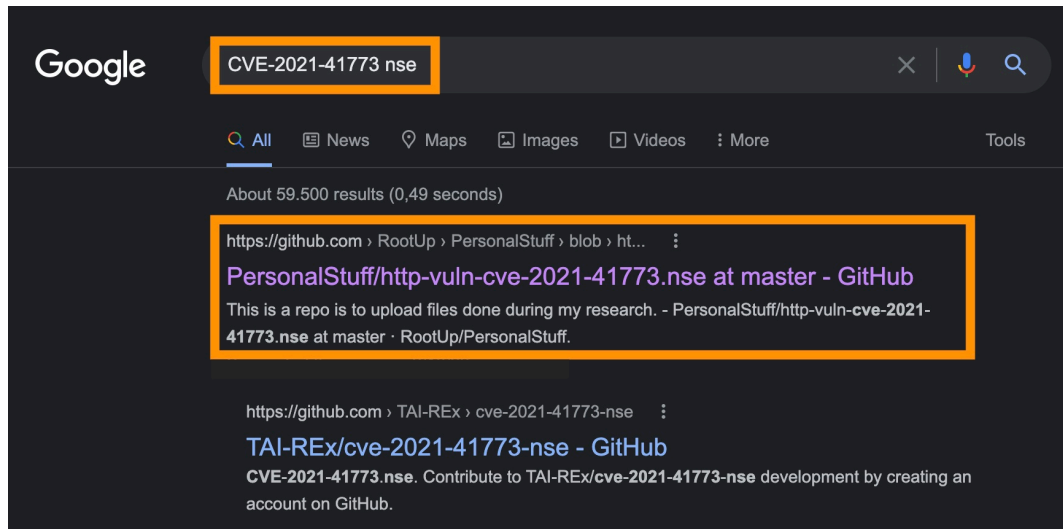 Google
CVE-2021-41773 nse
All News Maps Images Videos More Tools
About 59.500 results (0,49 seconds)
https://github.com › RootUp › PersonalStuff › blob › ht...
PersonalStuff/http-vuln-cve-2021-41773.nse at master - GitHub
This is a repo is to upload files done during my research. - PersonalStuff/http-vuln-cve-2021-
41773.nse at master · RootUp/PersonalStuff.
https://github.com › TAI-REx › cve-2021-41773-nse
TAI-REx/cve-2021-41773-nse - GitHub
CVE-2021-41773.nse. Contribute to TAI-REx/cve-2021-41773-nse development by creating an
account on GitHub.